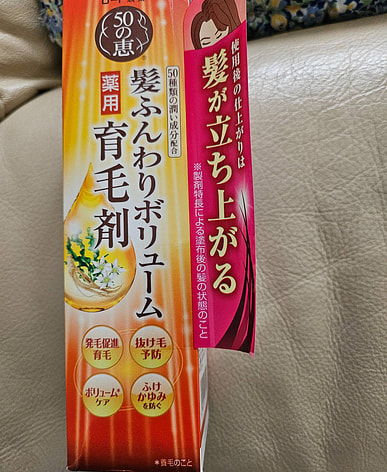 50の恵
50種類の潤い成分配合
薬用
髪ふんわりボリューム
育毛剤
発毛促進
育毛
抜け毛
予防
ボリューム*
ケア
ふけ
かゆみ
を防ぐ
*育毛のこと
使用後の仕上がりは
髪が立ち上がる
※製剤特長による塗布後の髪の状態のこと